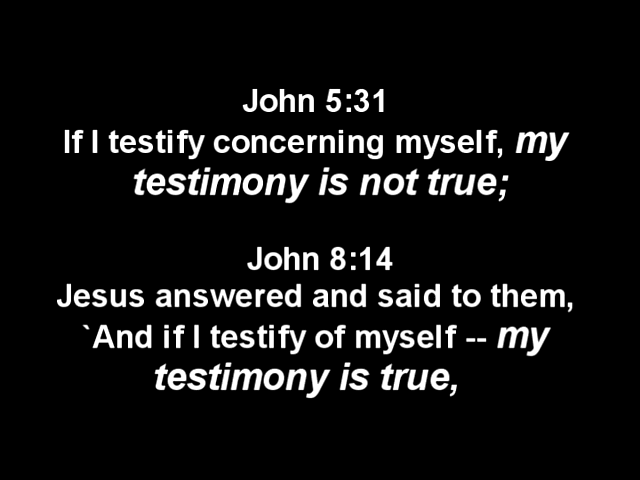 John 5:31
If I testify concerning myself, my
testimony is not true;
John 8:14
Jesus answered and said to them,
`And if I testify of myself -- my
testimony is true,